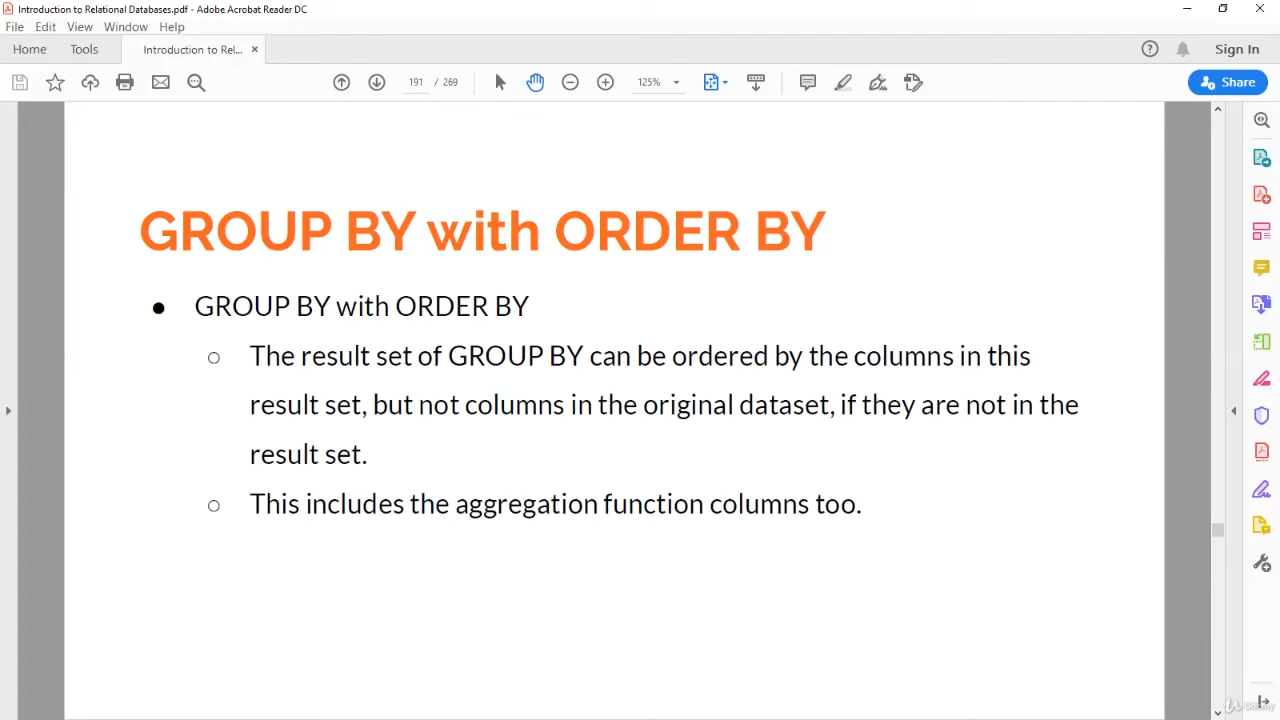 Introduction to Relational Databases.pdf - Adobe Acrobat Reader DC
File Edit View Window Help
Home Tools Introduction to Rel... × Sign In
191 / 269 125% Share
GROUP BY with ORDER BY
● GROUP BY with ORDER BY
○ The result set of GROUP BY can be ordered by the columns in this
result set, but not columns in the original dataset, if they are not in the
result set.
○ This includes the aggregation function columns too.
Udemy